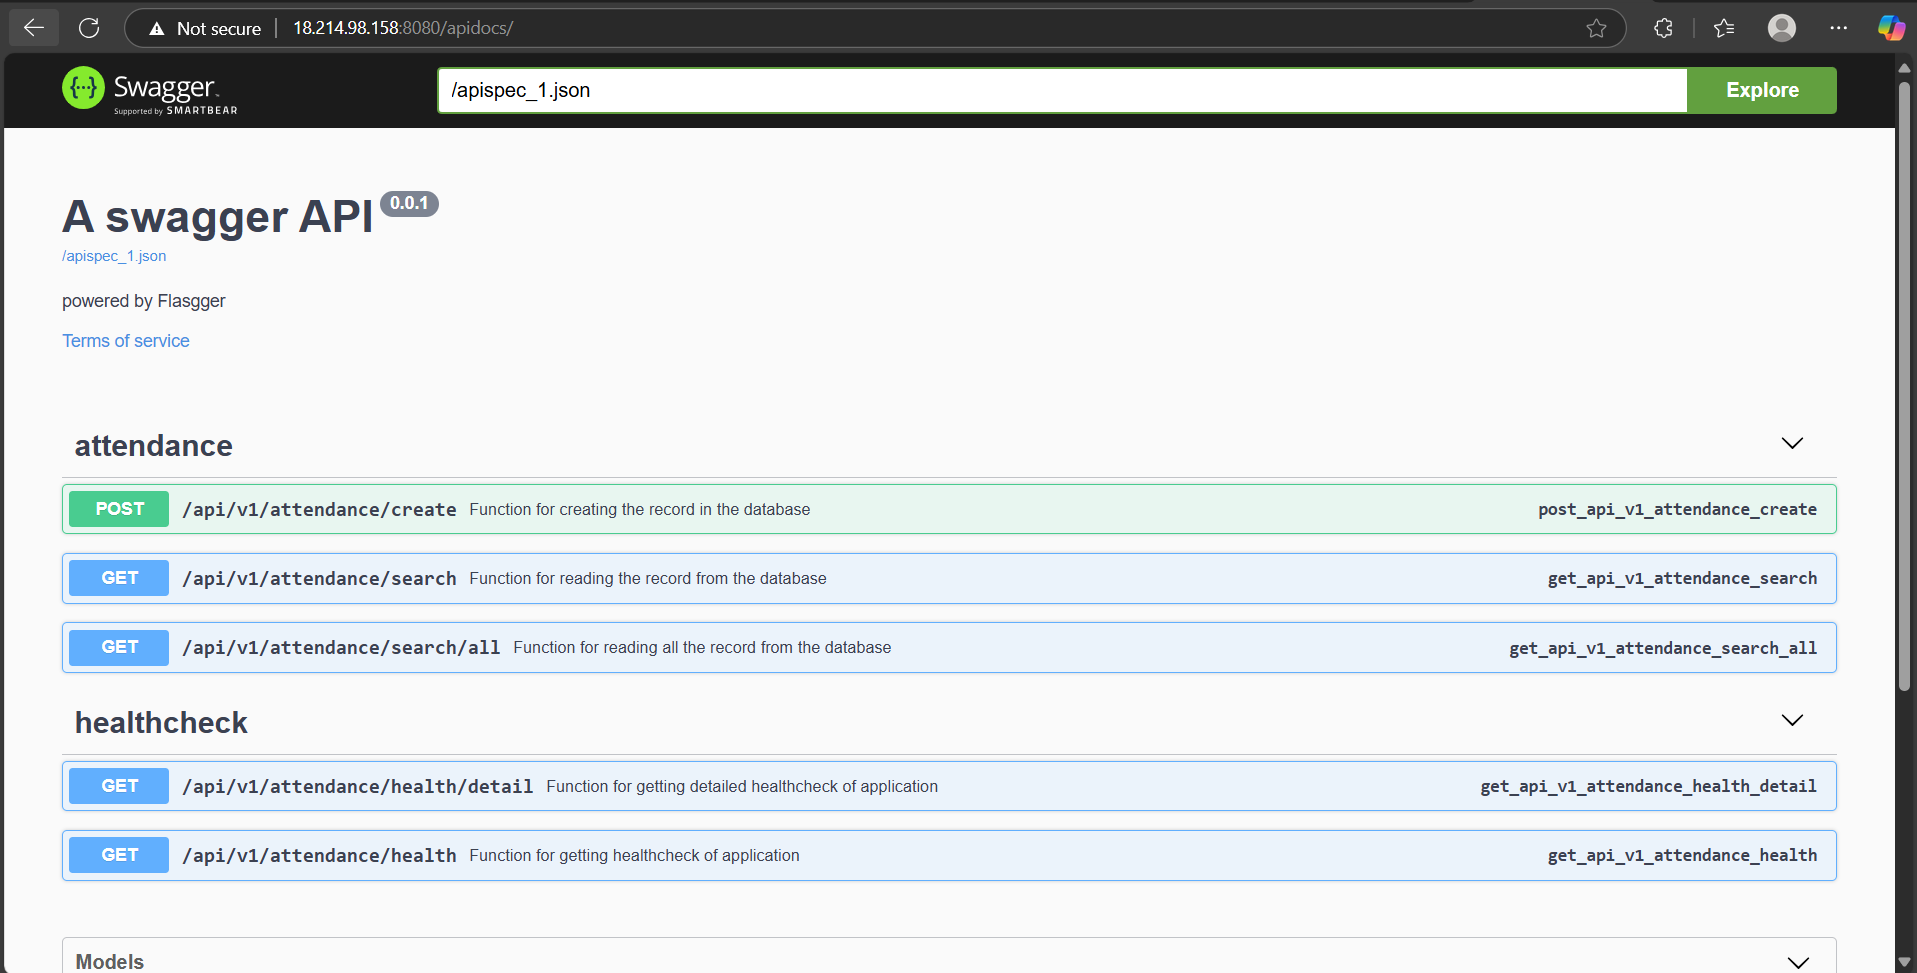 Not secure
18.214.98.158:8080/apidocs/
{...} Swagger™
Supported by SMARTBEAR
/apispec_1.json
Explore
A swagger API 0.0.1
/apispec_1.json
powered by Flasgger
Terms of service
attendance
POST /api/v1/attendance/create Function for creating the record in the database post_api_v1_attendance_create
GET /api/v1/attendance/search Function for reading the record from the database get_api_v1_attendance_search
GET /api/v1/attendance/search/all Function for reading all the record from the database get_api_v1_attendance_search_all
healthcheck
GET /api/v1/attendance/health/detail Function for getting detailed healthcheck of application get_api_v1_attendance_health_detail
GET /api/v1/attendance/health Function for getting healthcheck of application get_api_v1_attendance_health
Models